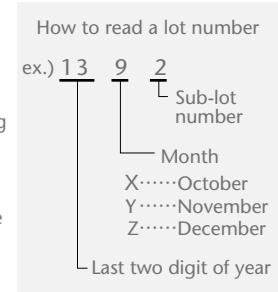 How to read a lot number
ex.) 13 9 2
Sub-lot
number
Month
X……October
Y……November
Z……December
Last two digit of year
g
e